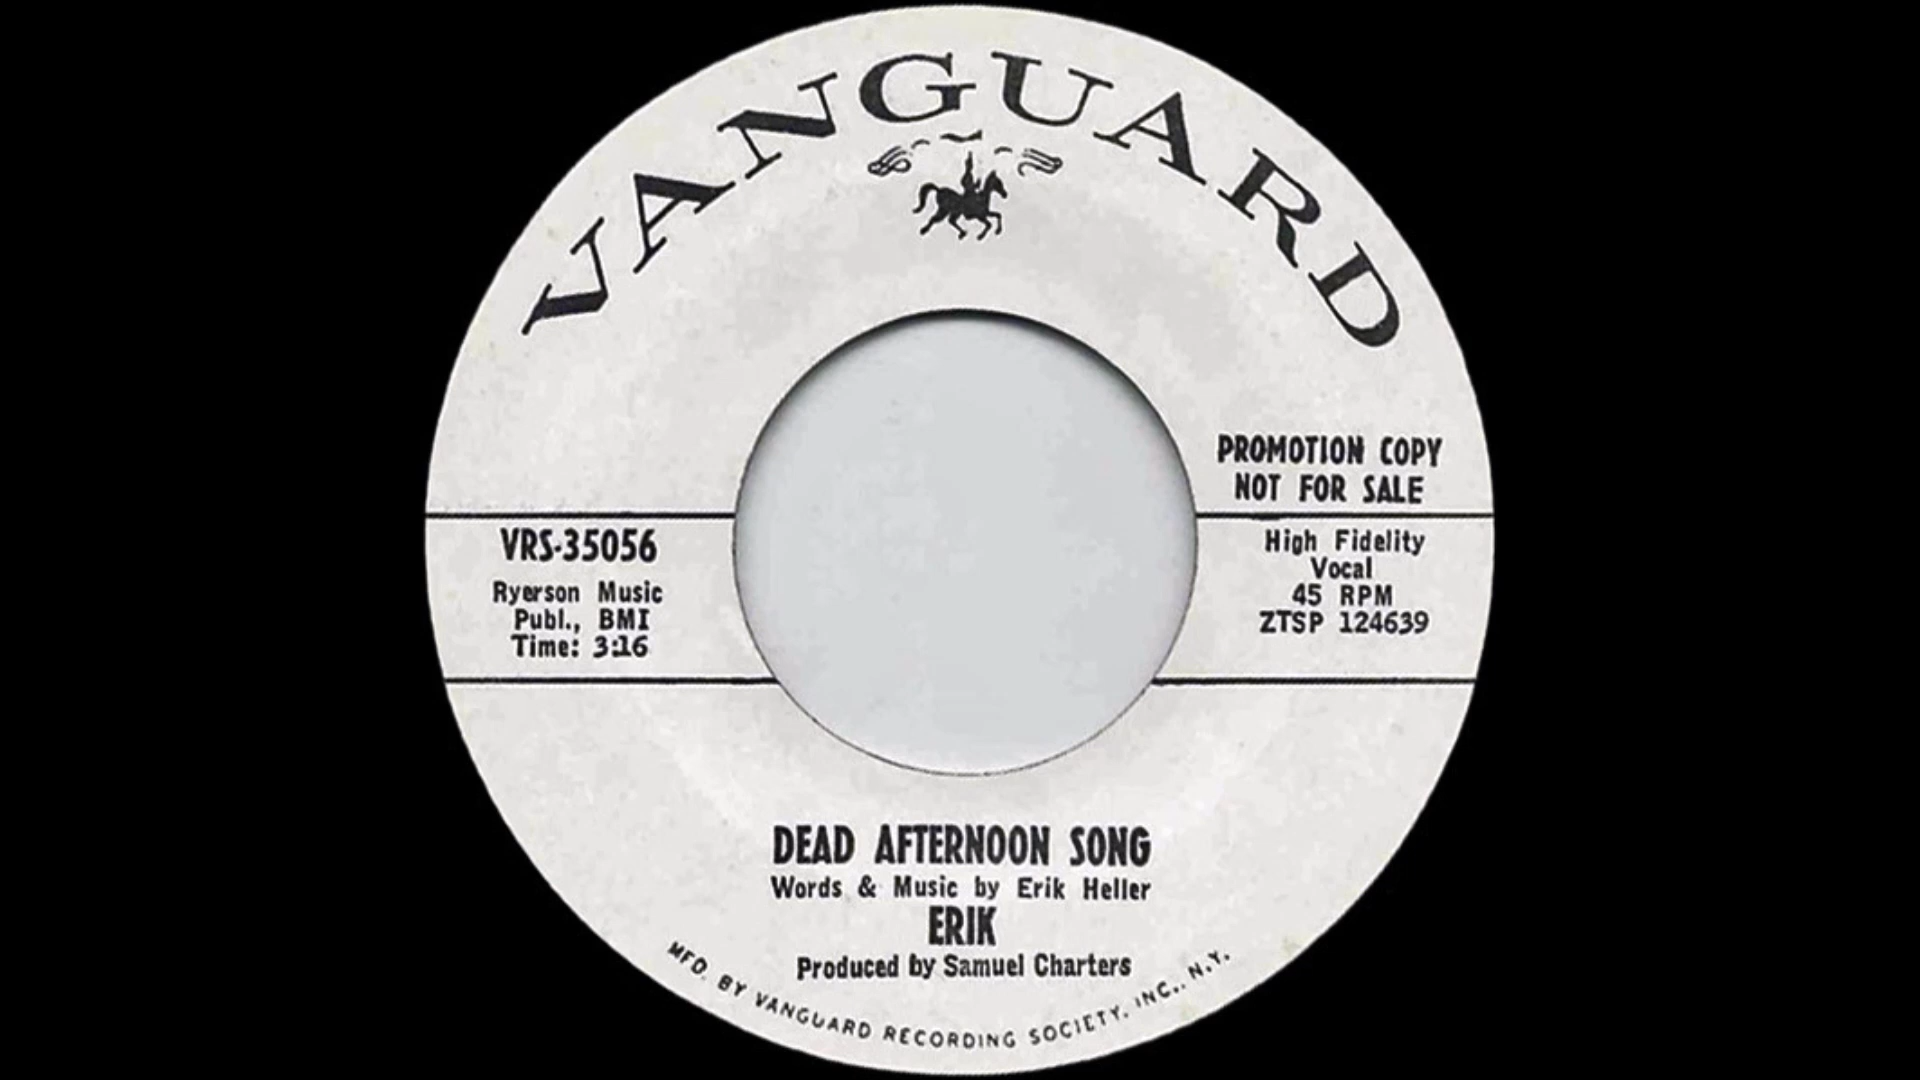 VANGUARD
PROMOTION COPY
NOT FOR SALE
VRS-35056
Ryerson Music
Publ., BMI
Time: 3:16
High Fidelity
Vocal
45 RPM
ZTSP 124639
DEAD AFTERNOON SONG
Words & Music by Erik Heller
ERIK
Produced by Samuel Charters
MFD. BY VANGUARD RECORDING SOCIETY, INC., N.Y.